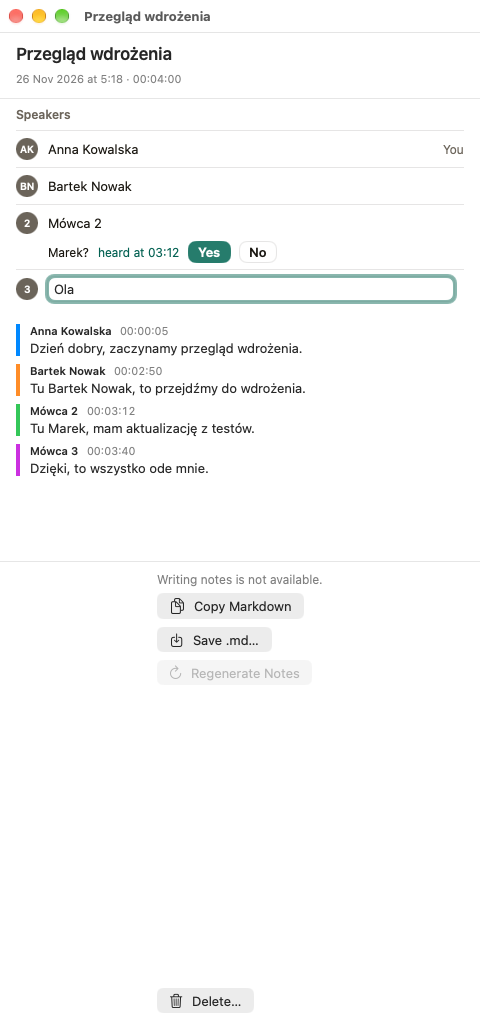 Przegląd wdrożenia
Przegląd wdrożenia
26 Nov 2026 at 5:18 · 00:04:00
Speakers
AK Anna Kowalska You
BN Bartek Nowak
2 Mówca 2
Marek? heard at 03:12 Yes No
3 Ola
Anna Kowalska 00:00:05
Dzień dobry, zaczynamy przegląd wdrożenia.
Bartek Nowak 00:02:50
Tu Bartek Nowak, to przejdźmy do wdrożenia.
Mówca 2 00:03:12
Tu Marek, mam aktualizację z testów.
Mówca 3 00:03:40
Dzięki, to wszystko ode mnie.
Writing notes is not available.
Copy Markdown
Save .md…
Regenerate Notes
Delete…